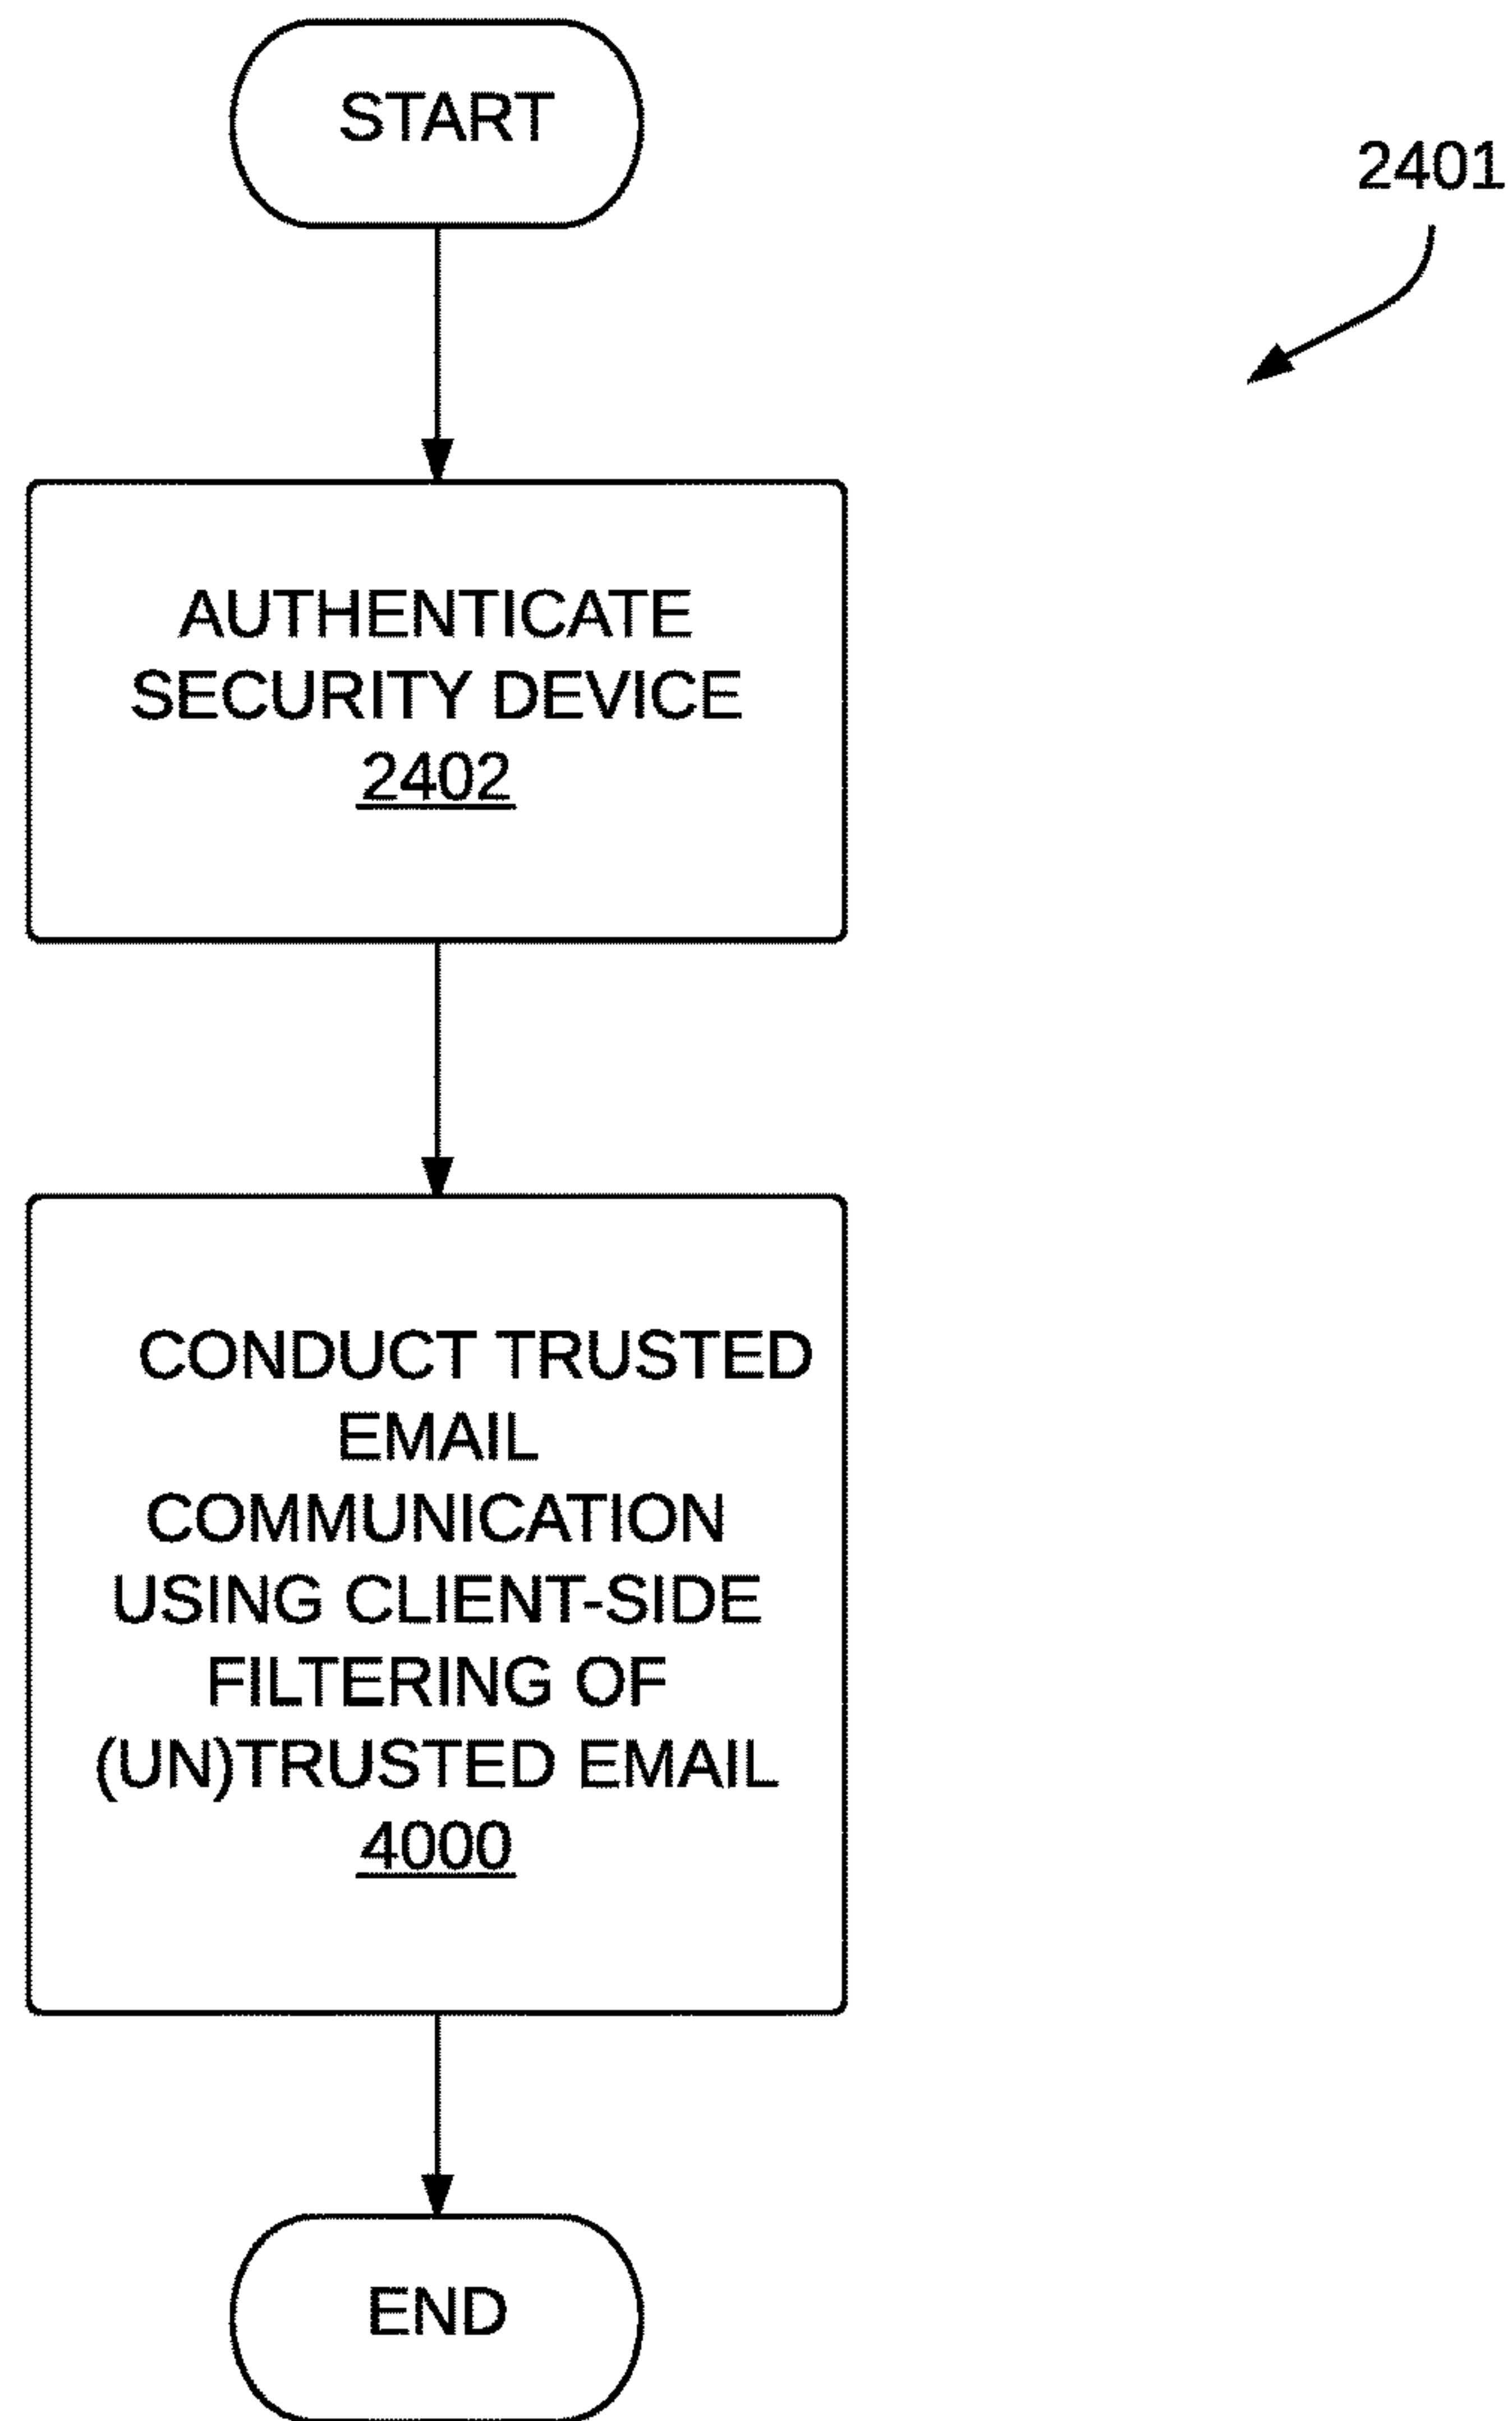 START
2401
AUTHENTICATE
SECURITY DEVICE
2402
CONDUCT TRUSTED
EMAIL
COMMUNICATION
USING CLIENT-SIDE
FILTERING OF
(UN)TRUSTED EMAIL
4000
END